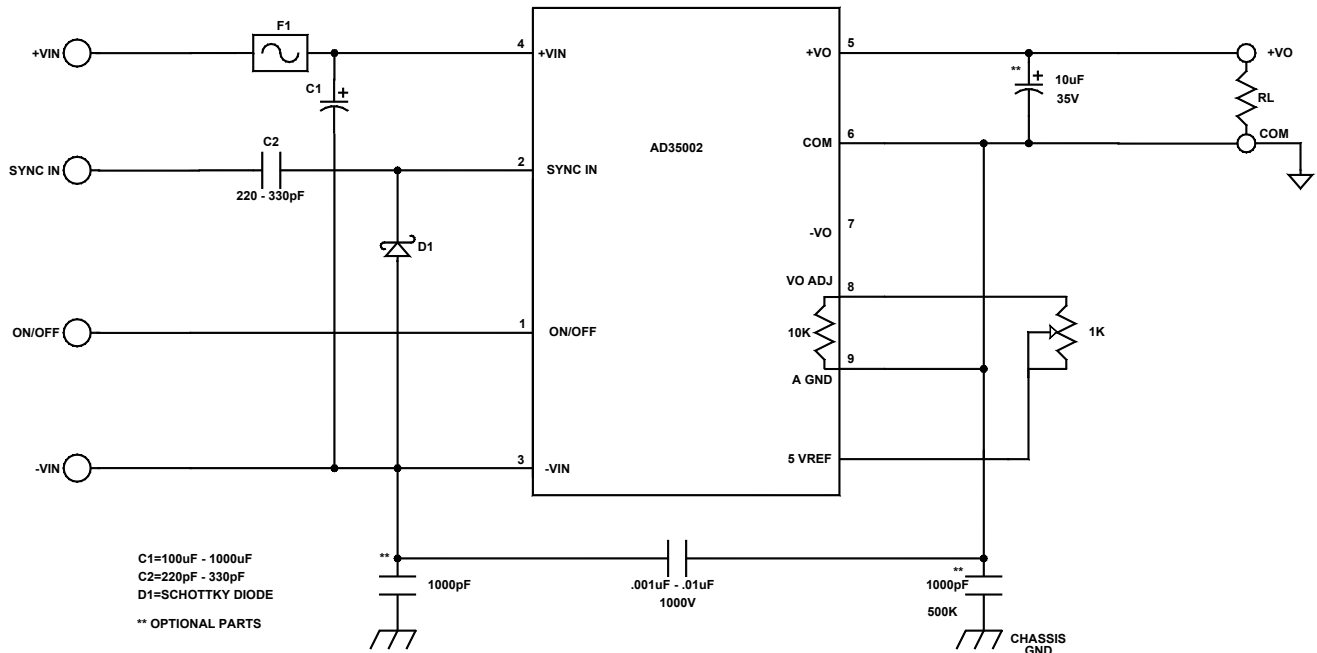 F1
+VIN
4
+VIN
C1
+
C2
SYNC IN
2
SYNC IN
220 - 330pF
D1
ON/OFF
1
ON/OFF
-VIN
3
-VIN
AD35002
+VO
5
+VO
**
+
10uF
35V
RL
COM
6
COM
-VO
7
VO ADJ
8
10K
1K
9
A GND
5 VREF
C1=100uF - 1000uF
C2=220pF - 330pF
D1=SCHOTTKY DIODE
** OPTIONAL PARTS
**
1000pF
.001uF - .01uF
1000V
**
1000pF
500K
CHASSIS
GND